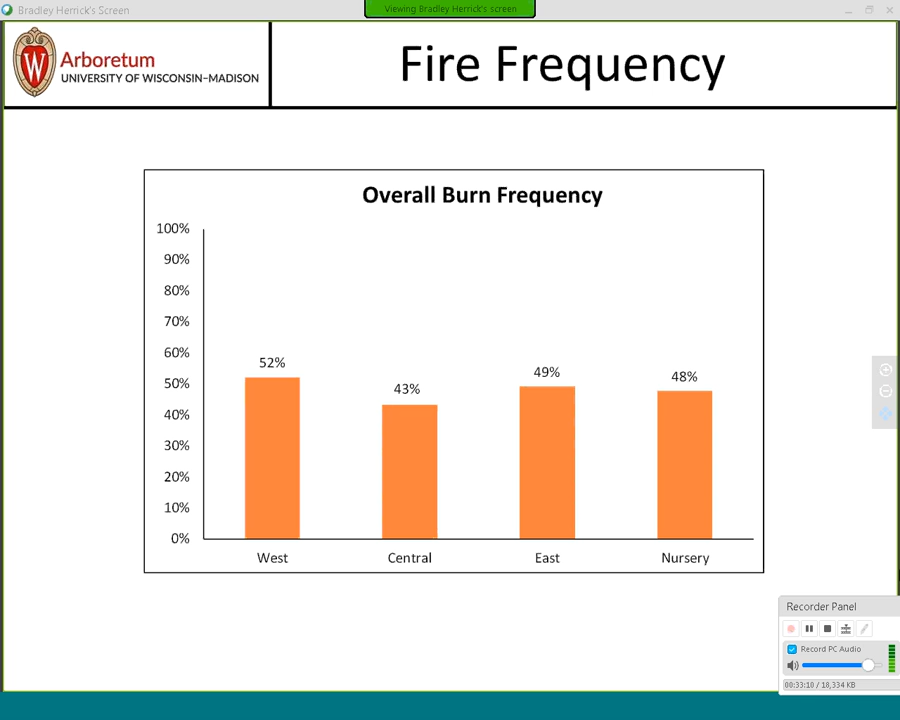 Bradley Herrick's Screen
Viewing Bradley Herrick's screen
W
Arboretum
UNIVERSITY OF WISCONSIN–MADISON
Fire Frequency
Overall Burn Frequency
100%
90%
80%
70%
60%
50%
40%
30%
20%
10%
0%
52%
43%
49%
48%
West
Central
East
Nursery
Recorder Panel
Record PC Audio
00:33:10 / 18,334 KB